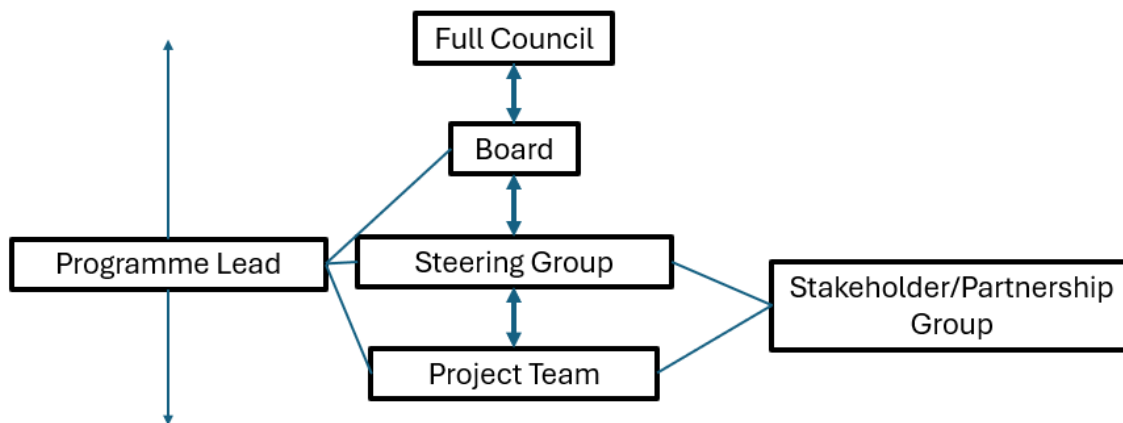 Full Council
Board
Programme Lead
Steering Group
Stakeholder/Partnership
Group
Project Team